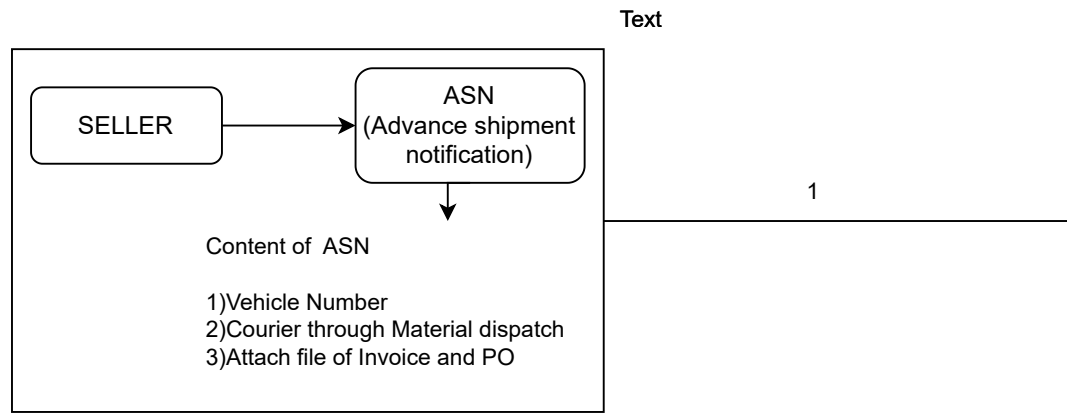 Text
SELLER
ASN
(Advance shipment
notification)
1
Content of  ASN
1)Vehicle Number
2)Courier through Material dispatch
3)Attach file of Invoice and PO